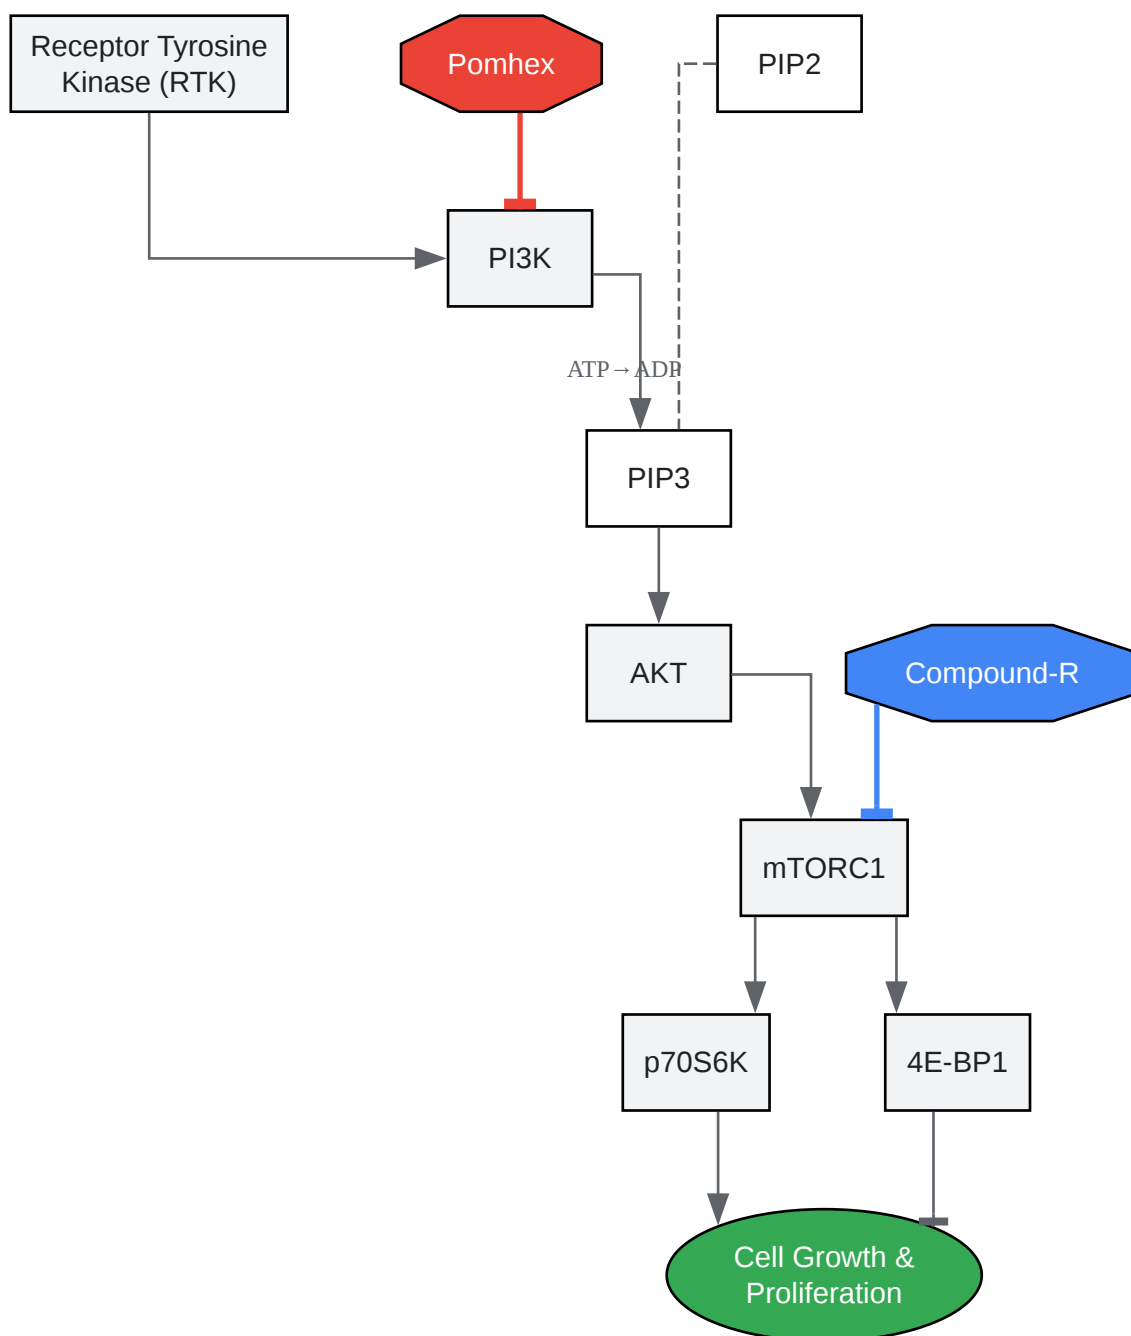 Receptor Tyrosine
Kinase (RTK)
Pomhex
PIP2
PI3K
ATP→ADP
PIP3
AKT
Compound-R
mTORC1
p70S6K
4E-BP1
Cell Growth &
Proliferation